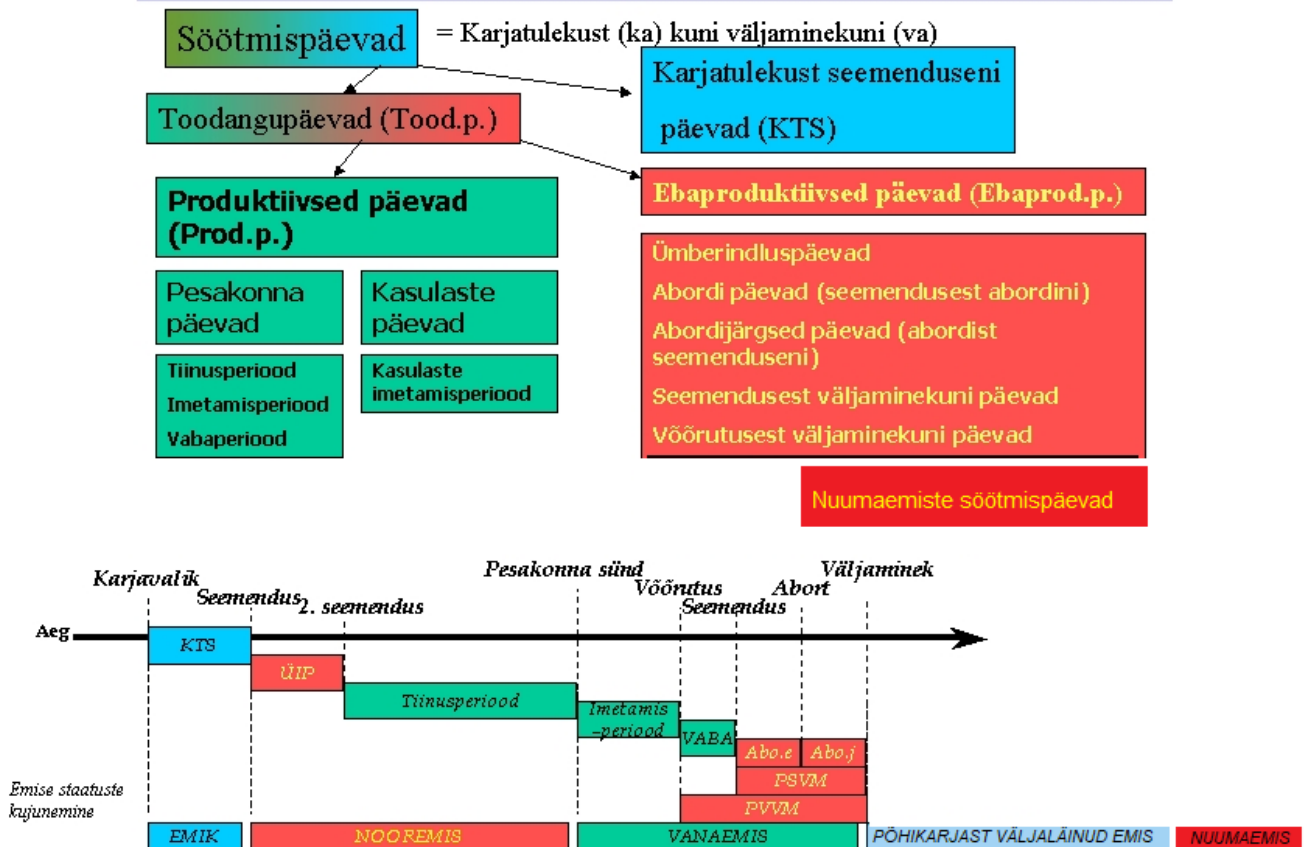 Söötmispäevad
= Karjatulekust (ka) kuni väljaminekuni (va)
Karjatulekust seemenduseni
päevad (KTS)
Toodangupäevad (Tood.p.)
Produktiivsed päevad
(Prod.p.)
Ebaproduktiivsed päevad (Ebaprod.p.)
Pesakonna
päevad
Kasulaste
päevad
Tiinusperiood
Imetamisperiood
Vabaperiood
Kasulaste
imetamisperiood
Ümberindluspäevad
Abordi päevad (seemendusest abordini)
Abordijärgsed päevad (abordist
seemenduseni)
Seemendusest väljaminekuni päevad
Võõrutusest väljaminekuni päevad
Nuumaemiste söötmispäevad
Karjavalik
Seemendus
2. seemendus
Pesakonna sünd
Võõrutus
Seemendus
Abort
Väljaminek
Aeg
KTS
ÜIP
Tiinusperiood
Imetamis
-periood
VABA
Abo.e
Abo.j
PSVM
PVVM
Emise staatuste
kujunemine
EMIK
NOOREMIS
VANAEMIS
PÕHIKARJAST VÄLJALÄINUD EMIS
NUUMAEMIS